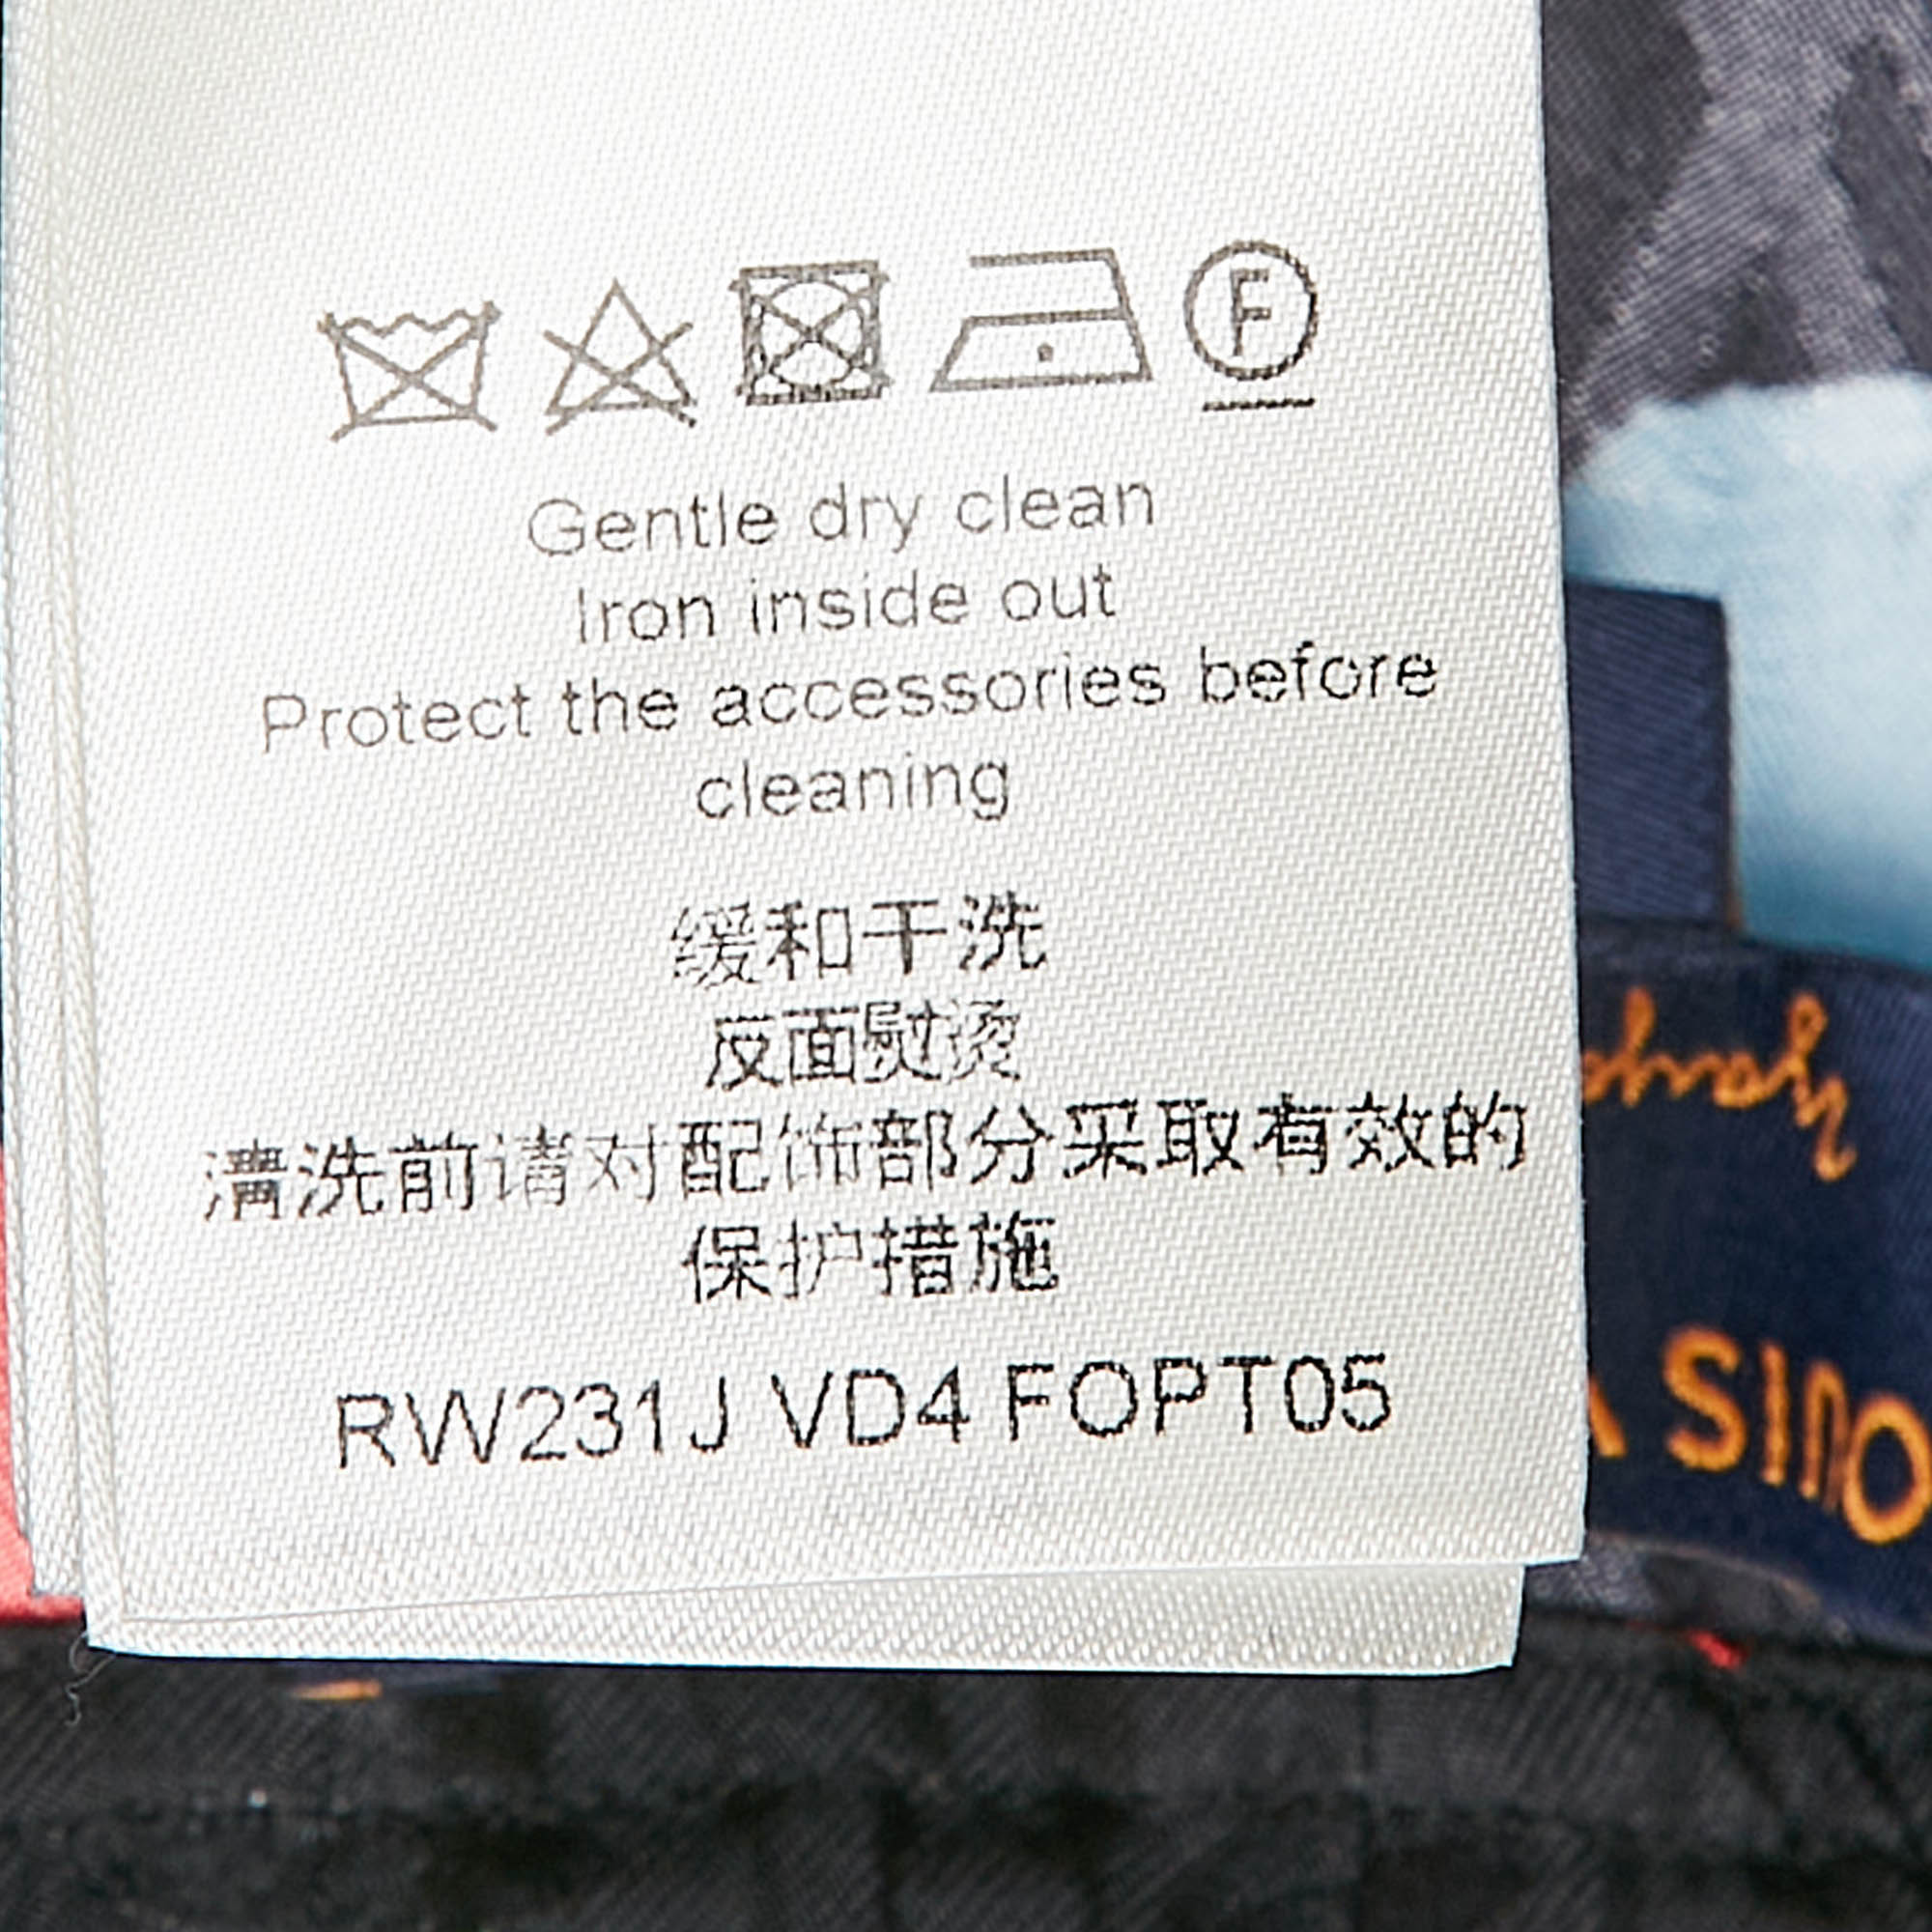 F
Gentle dry clean
Iron inside out
Protect the accessories before
cleaning
缓和干洗
反面熨烫
清洗前请对配饰部分采取有效的
保护措施
RW231J VD4 FOPT05